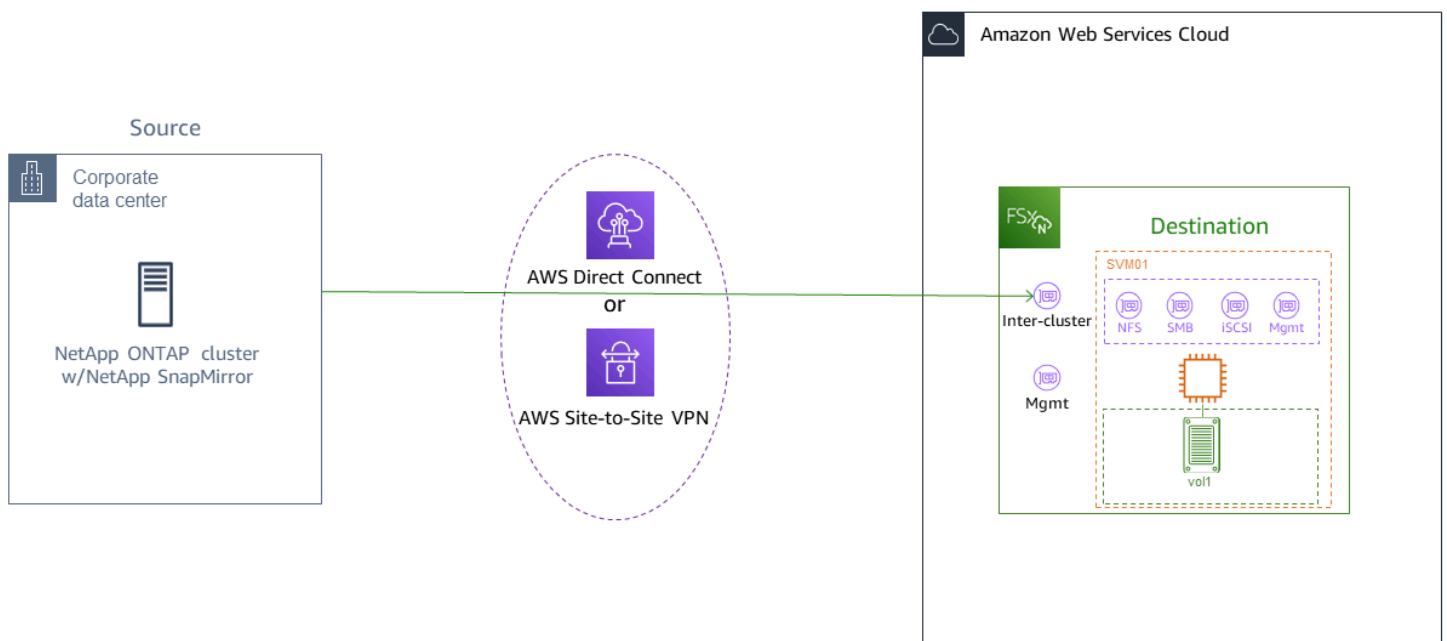 Amazon Web Services Cloud
Source
Corporate
data center
NetApp ONTAP cluster
w/NetApp SnapMirror
AWS Direct Connect
or
AWS Site-to-Site VPN
FSx
N
Destination
SVM01
Inter-cluster
NFS
SMB
iSCSI
Mgmt
Mgmt
vol1